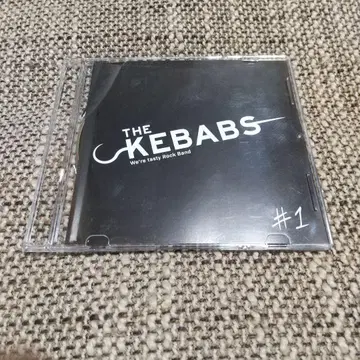 THE
KEBABS
We're tasty Rock Band
#1